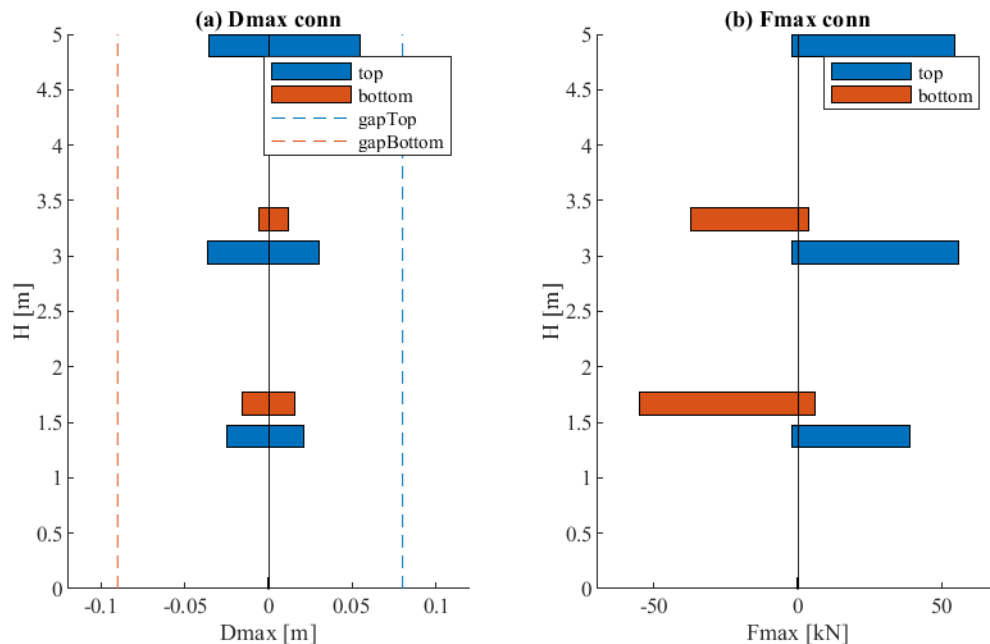 (a) Dmax conn
5
4.5
4
3.5
3
2.5
2
1.5
1
0.5
0
H [m]
top
bottom
gapTop
gapBottom
-0.1 -0.05 0 0.05 0.1
Dmax [m]
(b) Fmax conn
5
4.5
4
3.5
3
2.5
2
1.5
1
0.5
0
H [m]
top
bottom
-50 0 50
Fmax [kN]